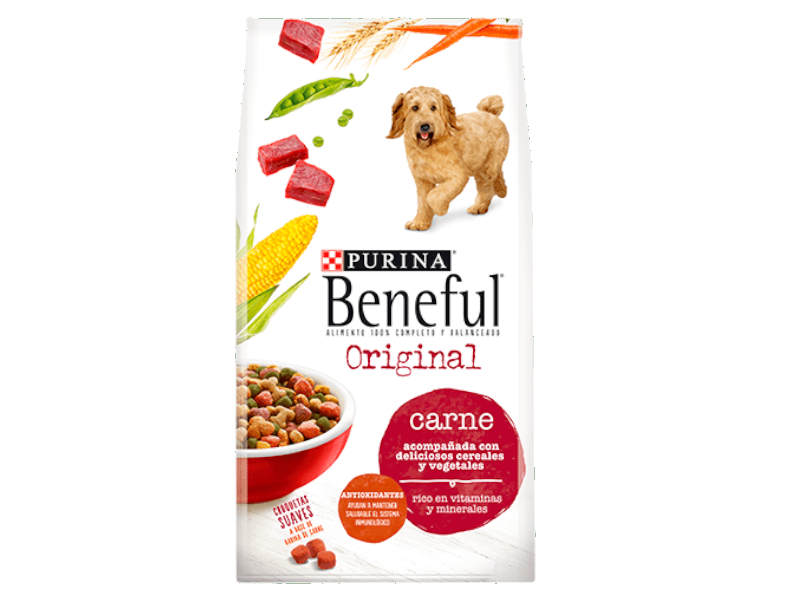 PURINA
Beneful®
ALIMENTO 100% COMPLETO Y BALANCEADO
Original
carne
acompañada con
deliciosos cereales
y vegetales
rico en vitaminas
y minerales
ANTIOXIDANTES
AYUDAN A MANTENER
SALUDABLE EL SISTEMA
INMUNOLÓGICO
CROQUETAS
SUAVES
A BASE DE
HARINA DE CARNE